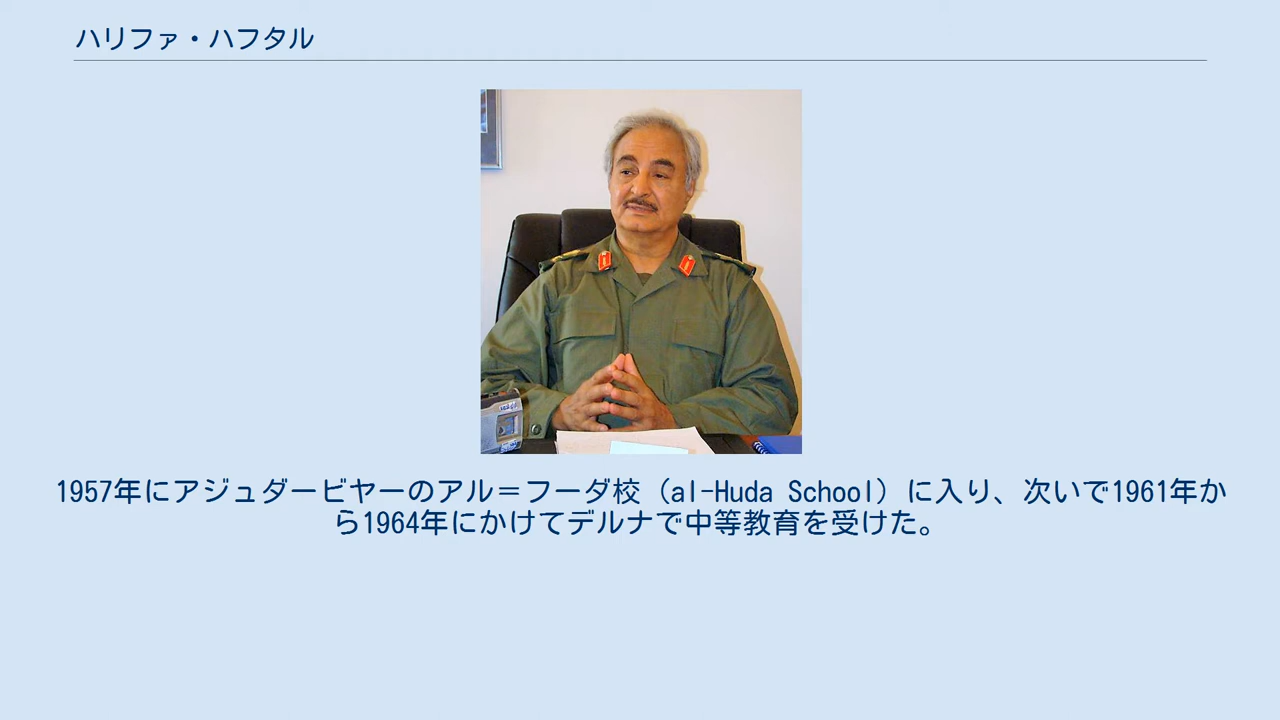 ハリファ・ハフタル
1957年にアジュダービヤーのアル＝フーダ校（al-Huda School）に入り、次いで1961年か
ら1964年にかけてデルナで中等教育を受けた。